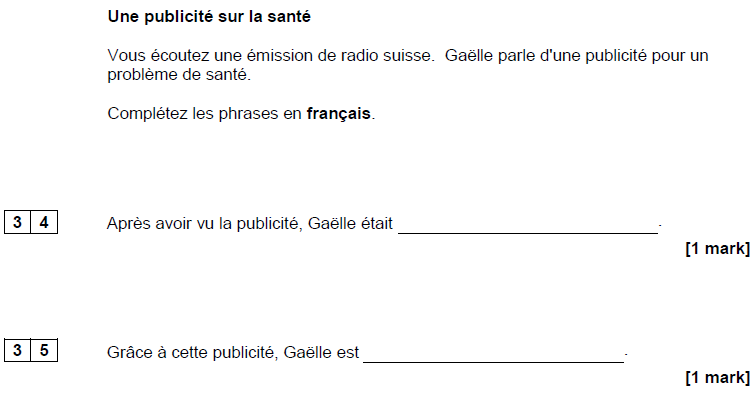 Une publicité sur la santé
Vous écoutez une émission de radio suisse. Gaëlle parle d'une publicité pour un
problème de santé.
Complétez les phrases en français.
3 4 Après avoir vu la publicité, Gaëlle était ______________________________.
[1 mark]
3 5 Grâce à cette publicité, Gaëlle est ______________________________.
[1 mark]